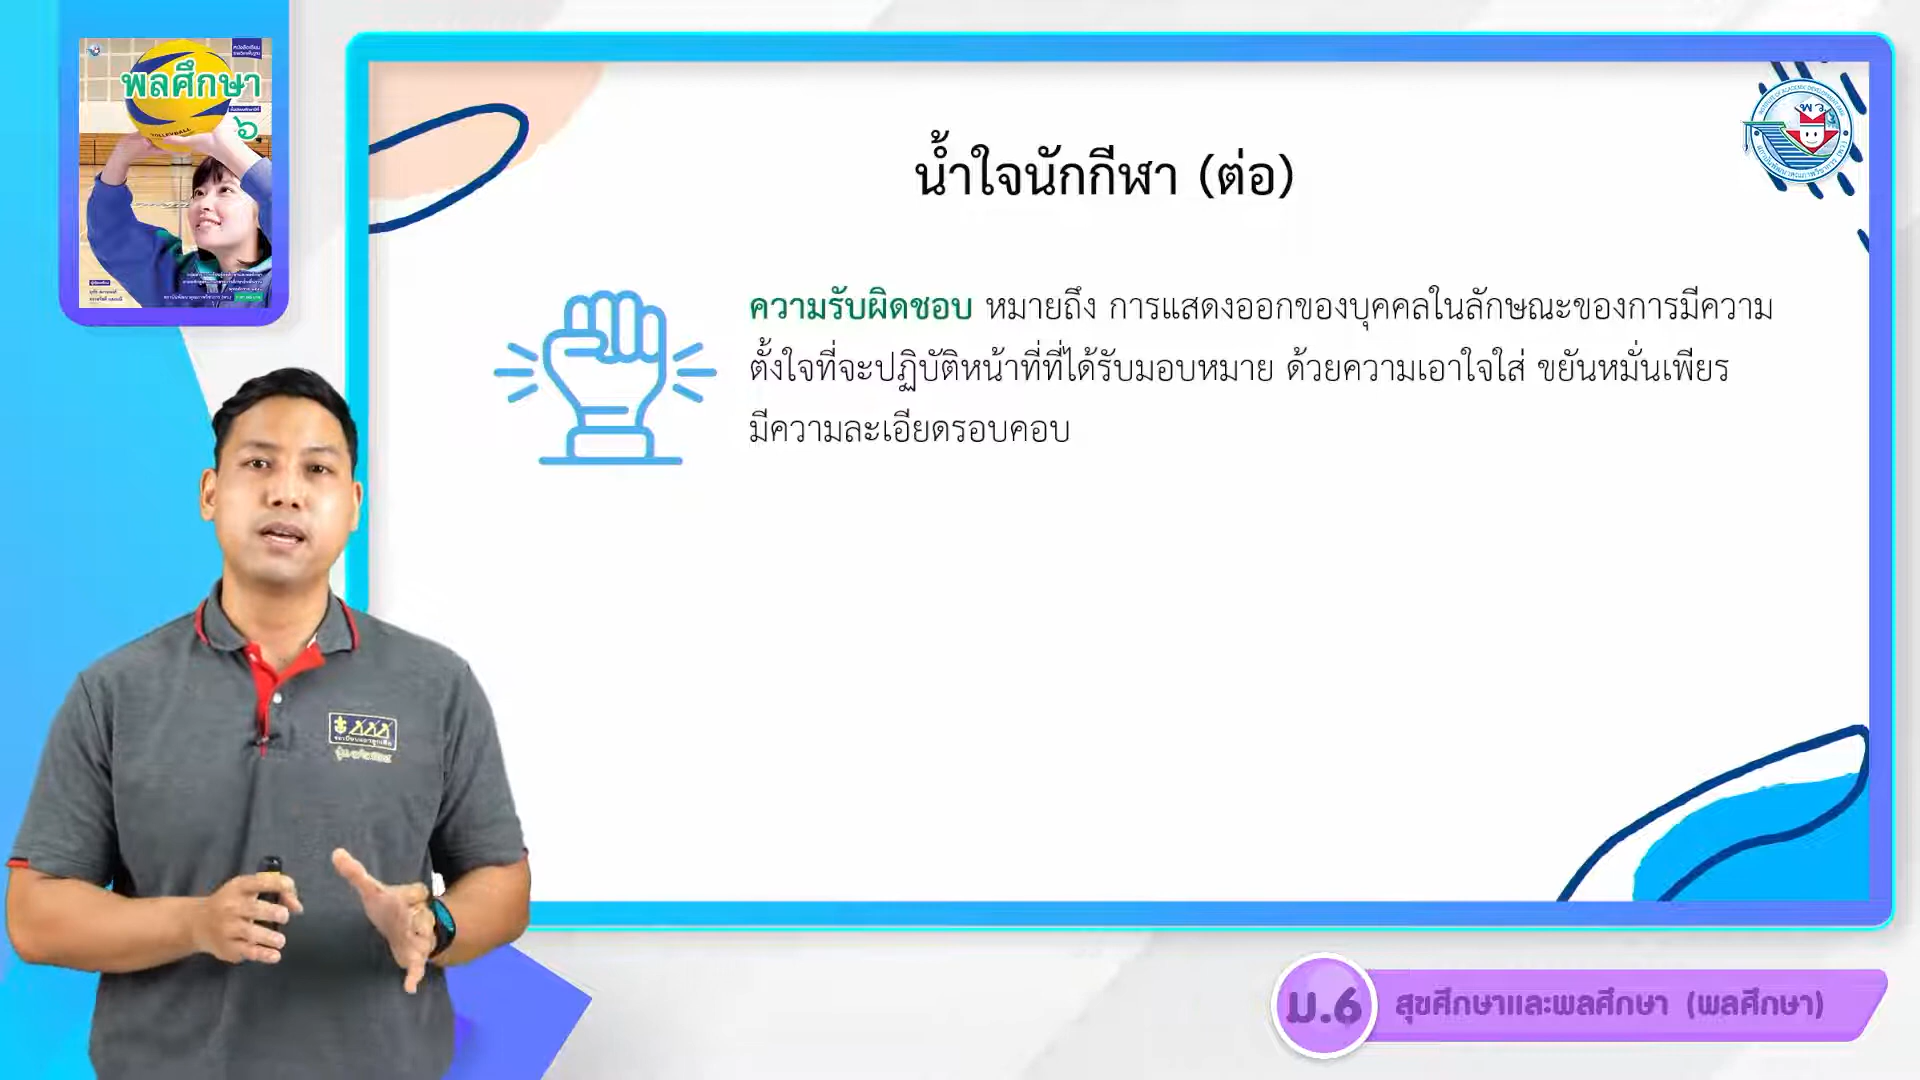 พลศึกษา
๖
VOLLEYBALL
น้ำใจนักกีฬา (ต่อ)
พว
ความรับผิดชอบ หมายถึง การแสดงออกของบุคคลในลักษณะของการมีความ
ตั้งใจที่จะปฏิบัติหน้าที่ที่ได้รับมอบหมาย ด้วยความเอาใจใส่ ขยันหมั่นเพียร
มีความละเอียดรอบคอบ
ม.6 สุขศึกษาและพลศึกษา (พลศึกษา)